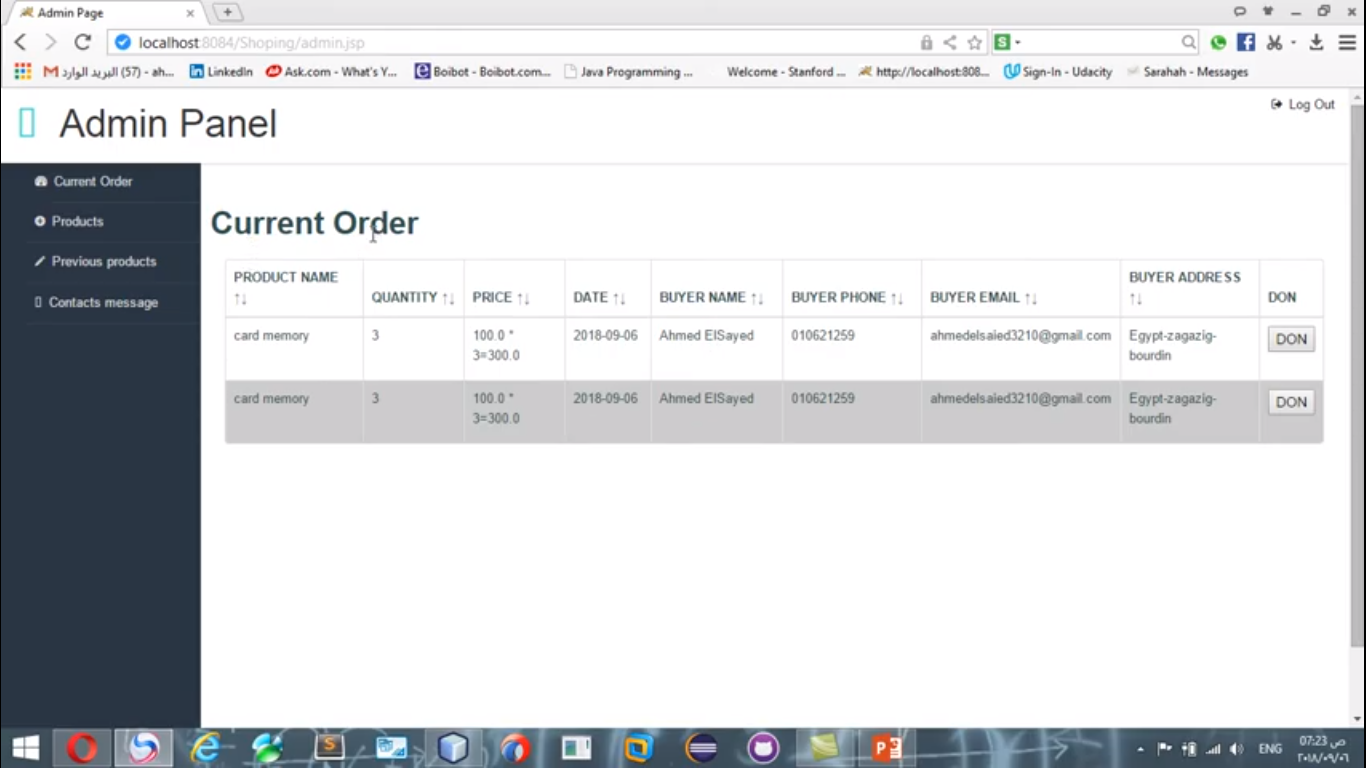 Admin Page
localhost:8084/Shoping/admin.jsp
S
البريد الوارد (57) - ah...
LinkedIn
Ask.com - What's Y...
Boibot - Boibot.com...
Java Programming ...
Welcome - Stanford ...
http://localhost:808...
Sign-In - Udacity
Sarahah - Messages
Log Out
Admin Panel
Current Order
Products
Previous products
Contacts message
Current Order
PRODUCT NAME ↑↓ QUANTITY ↑↓ PRICE ↑↓ DATE ↑↓ BUYER NAME ↑↓ BUYER PHONE ↑↓ BUYER EMAIL ↑↓ BUYER ADDRESS ↑↓ DON
card memory 3 100.0 * 2018-09-06 Ahmed ElSayed 010621259 ahmedelsaied3210@gmail.com Egypt-zagazig- DON
3=300.0 bourdin
card memory 3 100.0 * 2018-09-06 Ahmed ElSayed 010621259 ahmedelsaied3210@gmail.com Egypt-zagazig- DON
3=300.0 bourdin
ENG
07:23 ص
٢٠١٨/٠٩/٠٦